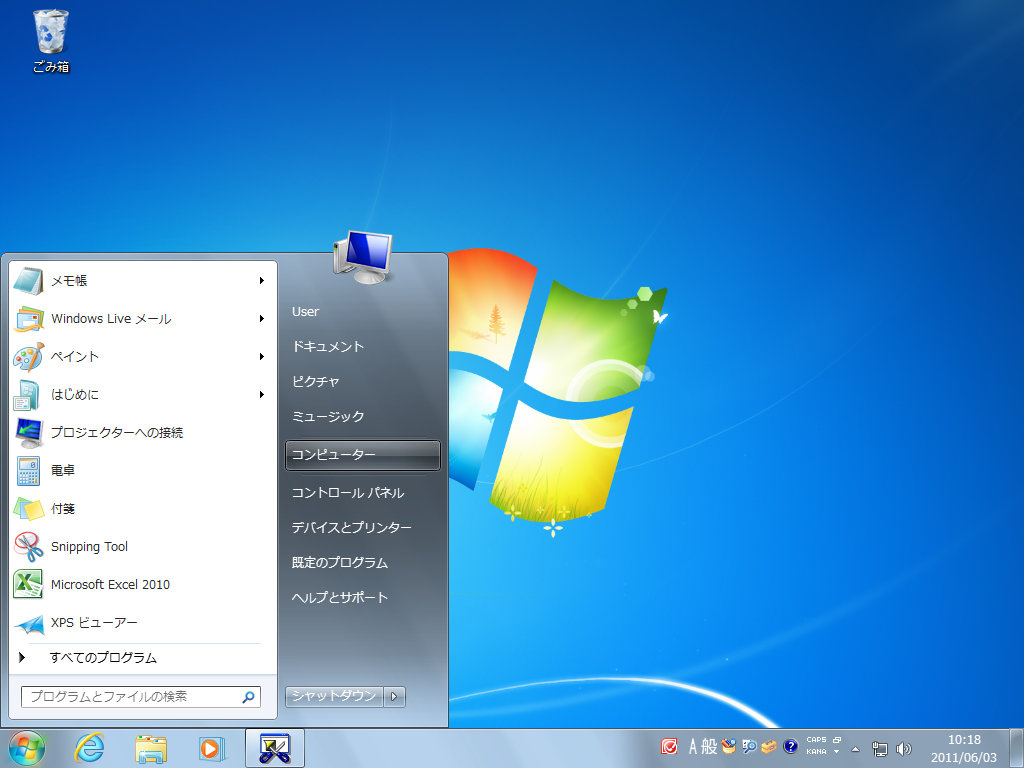 ごみ箱
メモ帳
Windows Live メール
ペイント
はじめに
プロジェクターへの接続
電卓
付箋
Snipping Tool
Microsoft Excel 2010
XPS ビューアー
すべてのプログラム
プログラムとファイルの検索
User
ドキュメント
ピクチャ
ミュージック
コンピューター
コントロール パネル
デバイスとプリンター
既定のプログラム
ヘルプとサポート
シャットダウン
A 般
CAPS
KANA
10:18
2011/06/03